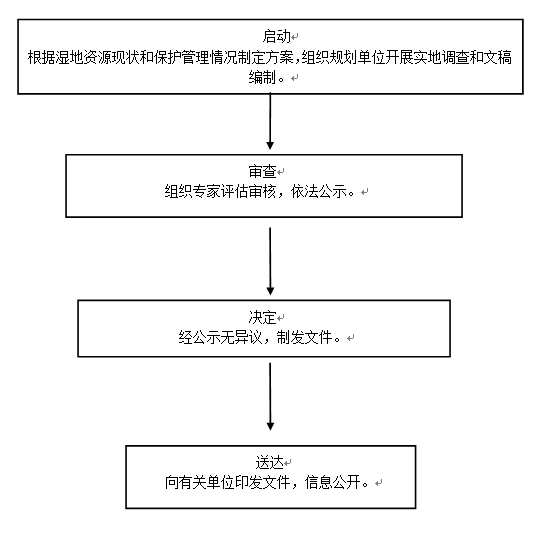 启动
根据湿地资源现状和保护管理情况制定方案，组织规划单位开展实地调查和文稿
编制。
审查
组织专家评估审核，依法公示。
决定
经公示无异议，制发文件。
送达
向有关单位印发文件，信息公开。